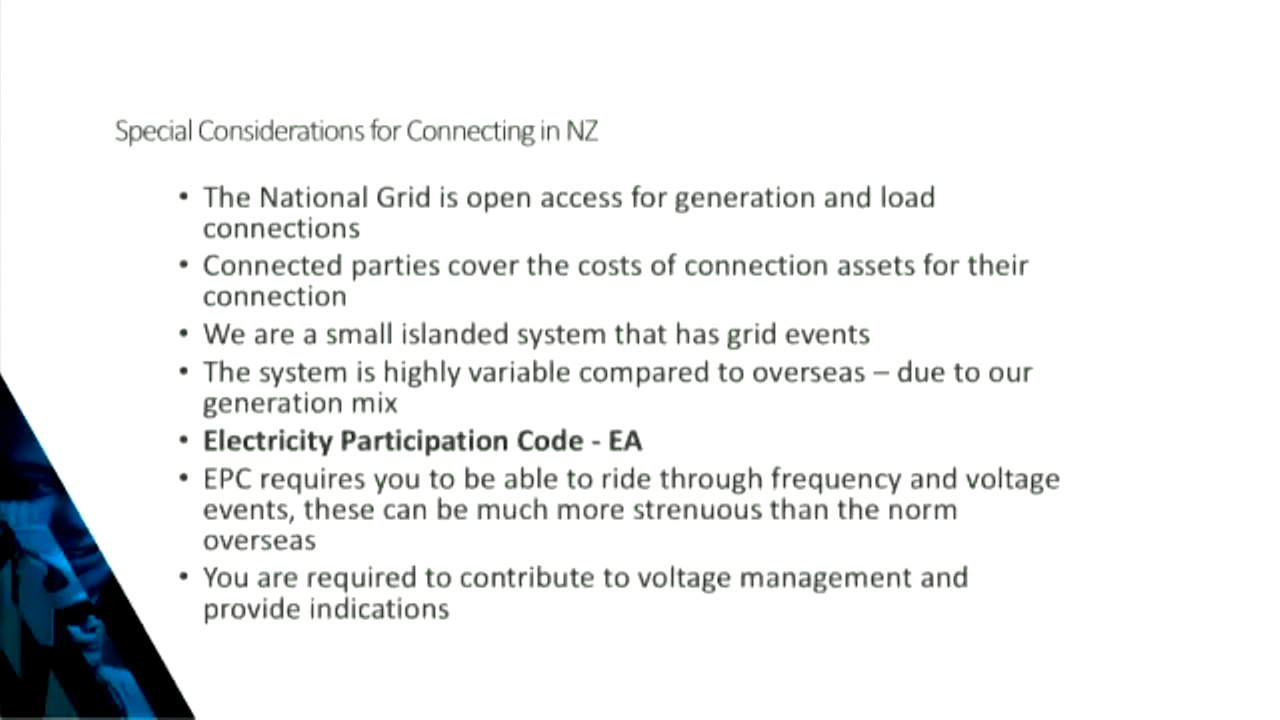 Special Considerations for Connecting in NZ
• The National Grid is open access for generation and load
connections
• Connected parties cover the costs of connection assets for their
connection
• We are a small islanded system that has grid events
• The system is highly variable compared to overseas – due to our
generation mix
• Electricity Participation Code - EA
• EPC requires you to be able to ride through frequency and voltage
events, these can be much more strenuous than the norm
overseas
• You are required to contribute to voltage management and
provide indications